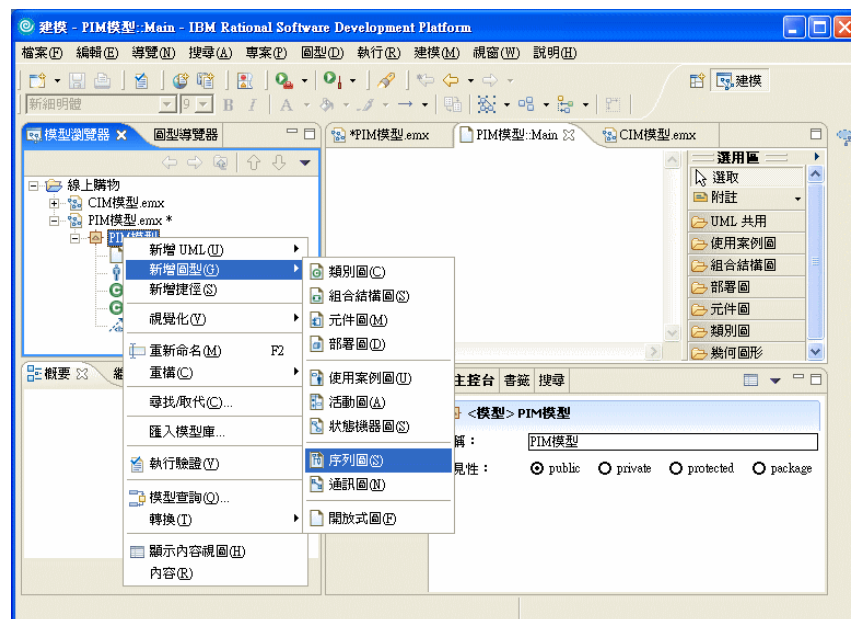 建模 - PIM模型::Main - IBM Rational Software Development Platform
檔案(F) 編輯(E) 導覽(N) 搜尋(A) 專案(P) 圖型(D) 執行(R) 建模(M) 視窗(W) 說明(H)
建模
新細明體 9 B I A
模型瀏覽器 圖型導覽器
*PIM模型.emx PIM模型::Main CIM模型.emx
線上購物
CIM模型.emx
PIM模型.emx *
PIM模型
新增 UML(U)
新增圖型(G)
新增捷徑(S)
視覺化(V)
重新命名(M) F2
重構(C)
尋找/取代(C)...
匯入模型庫...
執行驗證(V)
模型查詢(Q)...
轉換(T)
顯示內容視圖(H)
內容(R)
類別圖(C)
組合結構圖(S)
元件圖(M)
部署圖(D)
使用案例圖(U)
活動圖(A)
狀態機器圖(S)
序列圖(S)
通訊圖(N)
開放式圖(F)
選用區
選取
附註
UML 共用
使用案例圖
組合結構圖
部署圖
元件圖
類別圖
幾何圖形
概要
主控台 書籤 搜尋
<模型> PIM模型
稱： PIM模型
見性： public private protected package